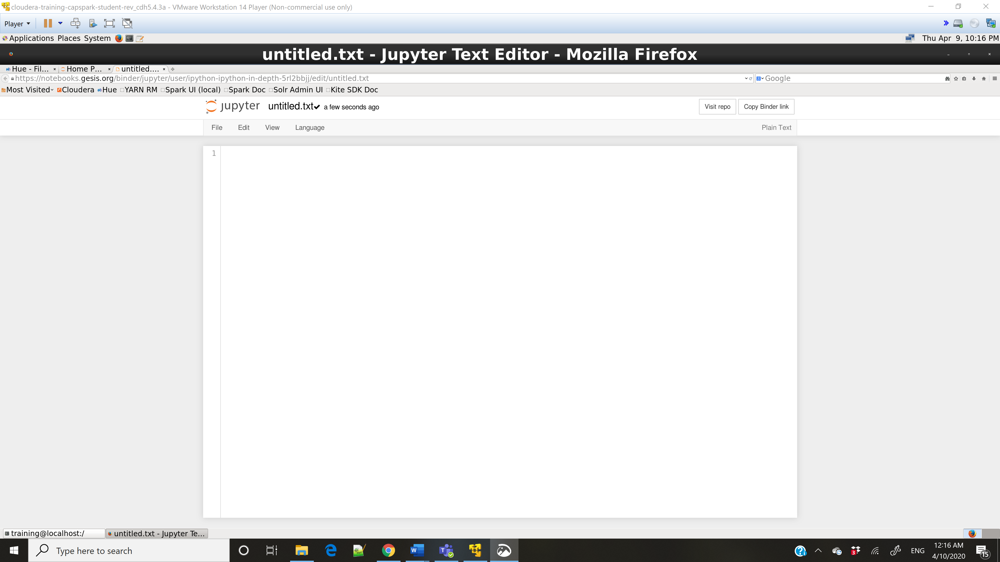 cloudera-training-capspark-student-rev_cdh5.4.3a - VMware Workstation 14 Player (Non-commercial use only)
Player
Applications Places System Thu Apr 9, 10:16 PM
untitled.txt - Jupyter Text Editor - Mozilla Firefox
Hue - Fil... Home P... untitled....
https://notebooks.gesis.org/binder/jupyter/user/ipython-ipython-in-depth-5rl2bbjj/edit/untitled.txt Google
Most Visited Cloudera Hue YARN RM Spark UI (local) Spark Doc Solr Admin UI Kite SDK Doc
jupyter untitled.txt a few seconds ago Visit repo Copy Binder link
File Edit View Language Plain Text
1
training@localhost:/ untitled.txt - Jupyter Te...
Type here to search ENG 12:16 AM
4/10/2020 15